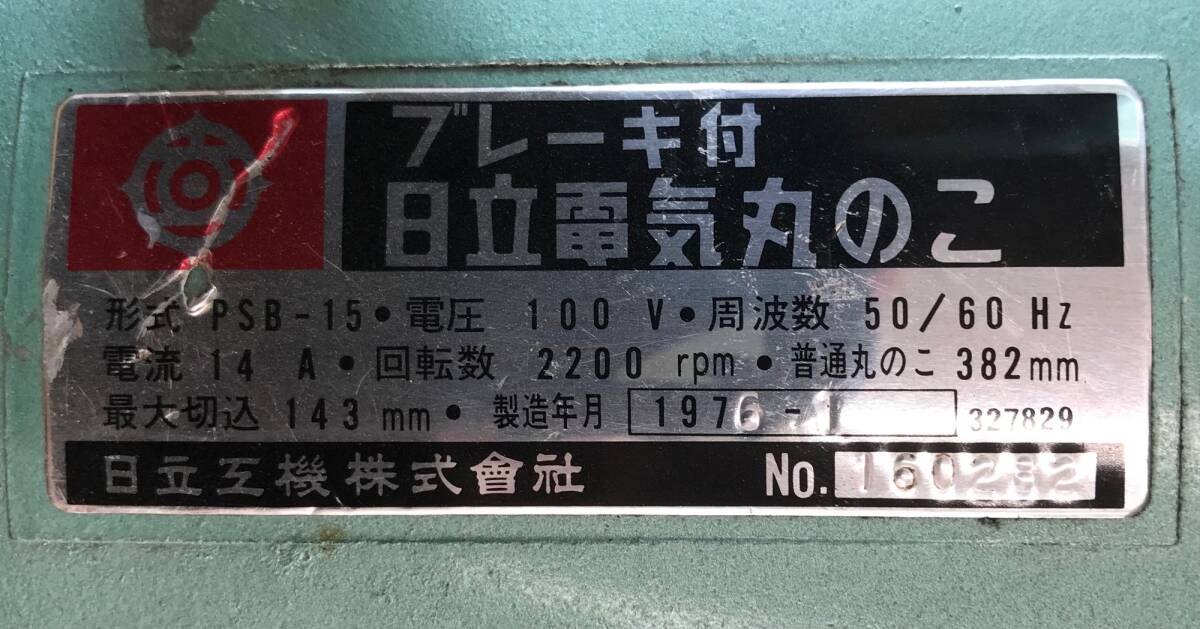 ブレーキ付
日立電気丸のこ
形式 PSB-15・電圧 100 V・周波数 50/60 Hz
電流 14 A・回転数 2200 rpm・普通丸のこ 382mm
最大切込 143 mm・製造年月 1976-1 327829
日立工機株式會社 No. 160232